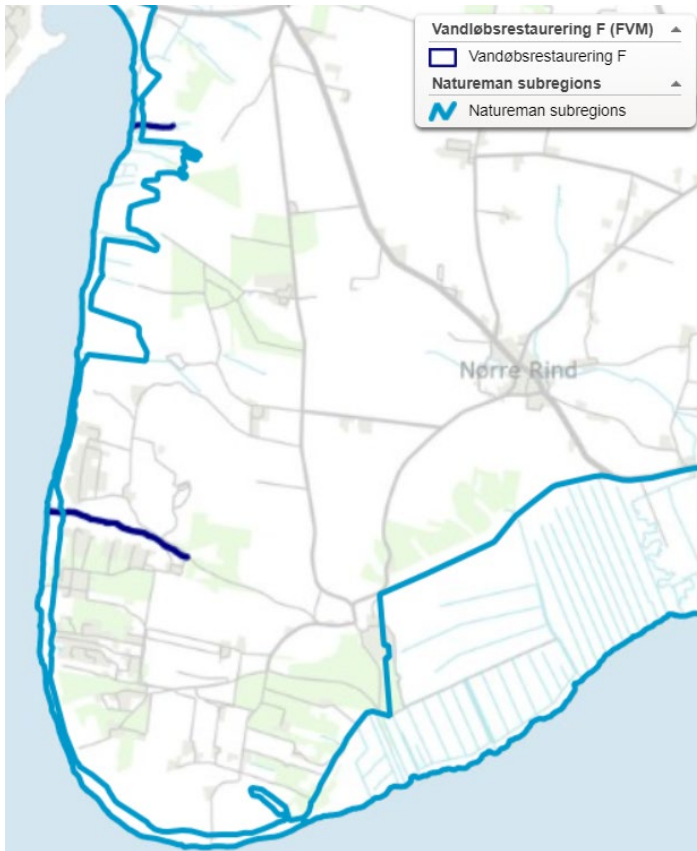 Vandløbsrestaurering F (FVM)
Vandøbsrestaurering F
Natureman subregions
Natureman subregions
Nørre Rind